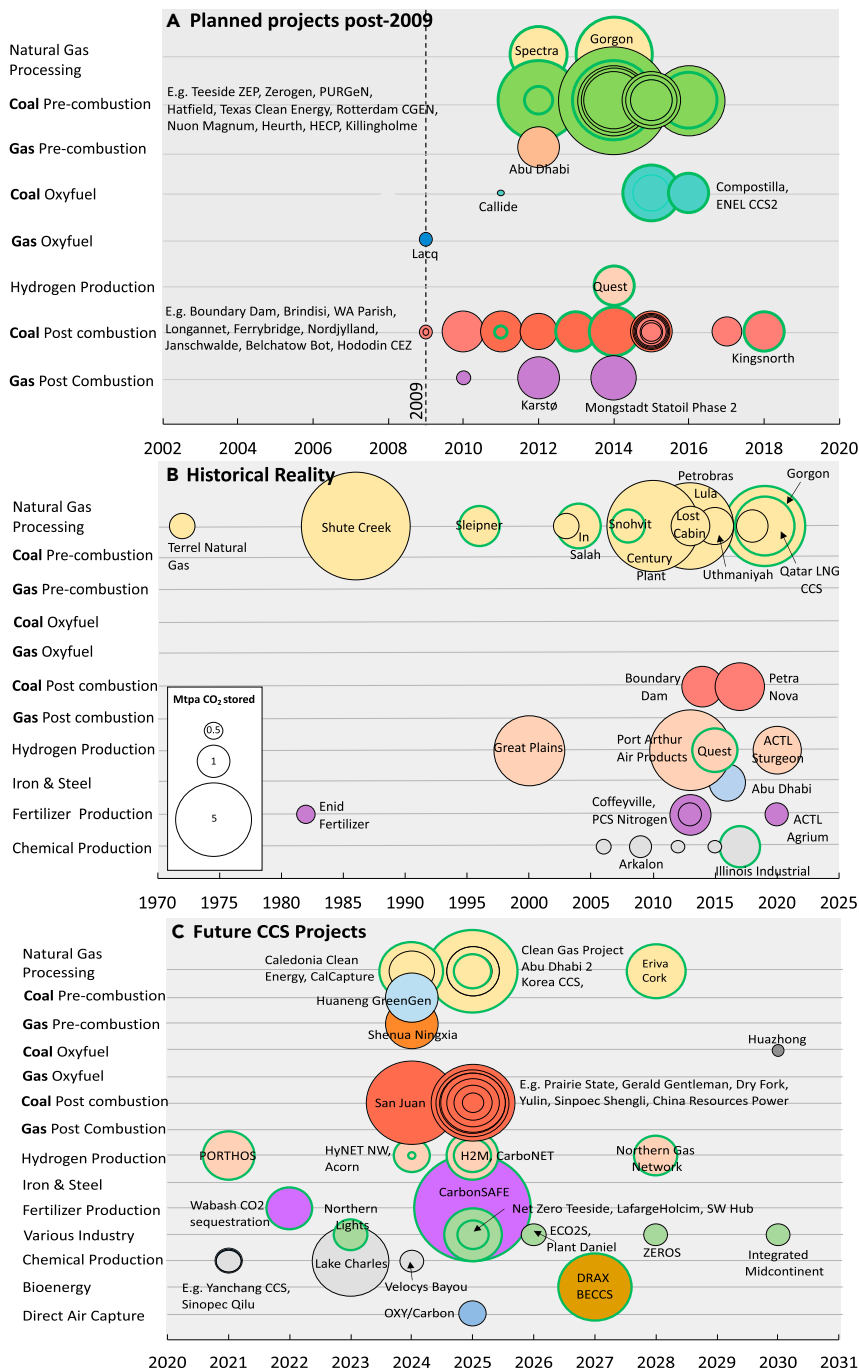 A Planned projects post-2009
Natural Gas
Processing
Spectra
Gorgon
Coal Pre-combustion
E.g. Teeside ZEP, Zerogen, PURGeN,
Hatfield, Texas Clean Energy, Rotterdam CGEN,
Nuon Magnum, Heurth, HECP, Killingholme
Gas Pre-combustion
Abu Dhabi
Coal Oxyfuel
Callide
Compostilla,
ENEL CCS2
Gas Oxyfuel
Lacq
Hydrogen Production
Quest
Coal Post combustion
E.g. Boundary Dam, Brindisi, WA Parish,
Longannet, Ferrybridge, Nordjylland,
Janschwalde, Belchatow Bot, Hododin CEZ
Kingsnorth
Gas Post Combustion
2009
Karstø
Mongstadt Statoil Phase 2
2002 2004 2006 2008 2010 2012 2014 2016 2018 2020
B Historical Reality
Natural Gas
Processing
Terrel Natural
Gas
Shute Creek
Sleipner
In
Salah
Snohvit
Century
Plant
Petrobras
Lula
Lost
Cabin
Uthmaniyah
Gorgon
Qatar LNG
CCS
Coal Pre-combustion
Gas Pre-combustion
Coal Oxyfuel
Gas Oxyfuel
Coal Post combustion
Boundary
Dam
Petra
Nova
Gas Post combustion
Hydrogen Production
Great Plains
Port Arthur
Air Products
Quest
ACTL
Sturgeon
Iron & Steel
Abu Dhabi
Fertilizer Production
Enid
Fertilizer
Coffeyville,
PCS Nitrogen
ACTL
Agrium
Chemical Production
Arkalon
Illinois Industrial
Mtpa CO2 stored
0.5
1
5
1970 1975 1980 1985 1990 1995 2000 2005 2010 2015 2020 2025
C Future CCS Projects
Natural Gas
Processing
Caledonia Clean
Energy, CalCapture
Clean Gas Project
Abu Dhabi 2
Korea CCS,
Eriva
Cork
Coal Pre-combustion
Huaneng GreenGen
Gas Pre-combustion
Shenua Ningxia
Coal Oxyfuel
Huazhong
Gas Oxyfuel
Coal Post combustion
San Juan
E.g. Prairie State, Gerald Gentleman, Dry Fork,
Yulin, Sinpoec Shengli, China Resources Power
Gas Post Combustion
Hydrogen Production
PORTHOS
HyNET NW,
Acorn
H2M, CarboNET
Northern Gas
Network
Iron & Steel
CarbonSAFE
Fertilizer Production
Wabash CO2
sequestration
Northern
Lights
Net Zero Teeside, LafargeHolcim, SW Hub
Various Industry
ECO2S,
Plant Daniel
ZEROS
Integrated
Midcontinent
Chemical Production
E.g. Yanchang CCS,
Sinopec Qilu
Lake Charles
Velocys Bayou
Bioenergy
DRAX
BECCS
Direct Air Capture
OXY/Carbon
2020 2021 2022 2023 2024 2025 2026 2027 2028 2029 2030 2031